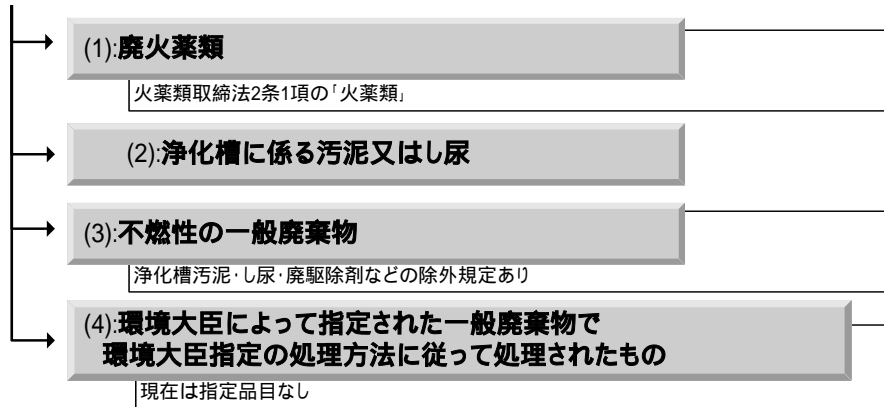 (1):廃火薬類
火薬類取締法2条1項の「火薬類」
(2):浄化槽に係る汚泥又はし尿
(3):不燃性の一般廃棄物
浄化槽汚泥・し尿・廃駆除剤などの除外規定あり
(4):環境大臣によって指定された一般廃棄物で
環境大臣指定の処理方法に従って処理されたもの
現在は指定品目なし